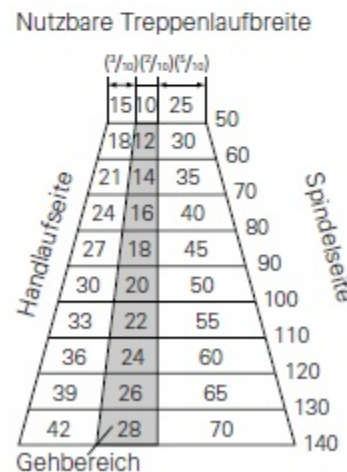 Nutzbare Treppenlaufbreite
(³/₁₀)(²/₁₀)(⁵/₁₀)
15 10 25
50
18 12 30
60
21 14 35
70
24 16 40
80
27 18 45
90
30 20 50
100
33 22 55
110
36 24 60
120
39 26 65
130
42 28 70
140
Handlaufseite
Spindelseite
Gehbereich